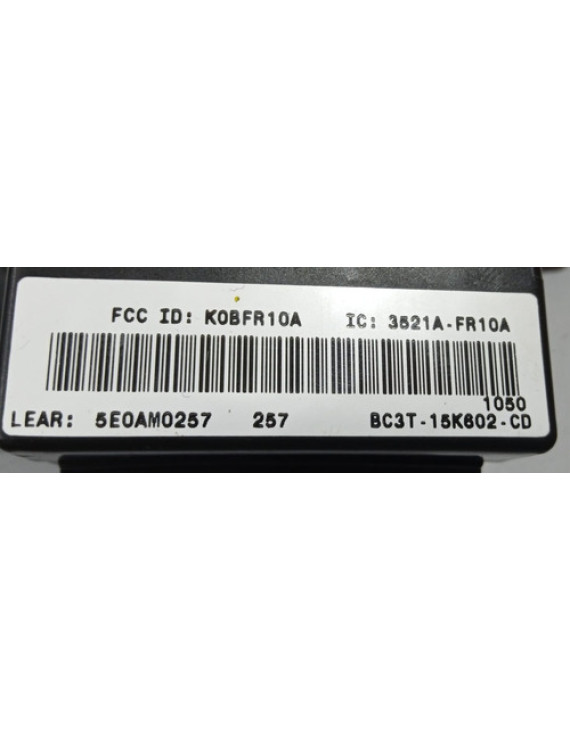 FCC ID: K0BFR10A IC: 3521A-FR10A
1050
LEAR: 5E0AM0257 257 BC3T-15K602-CD